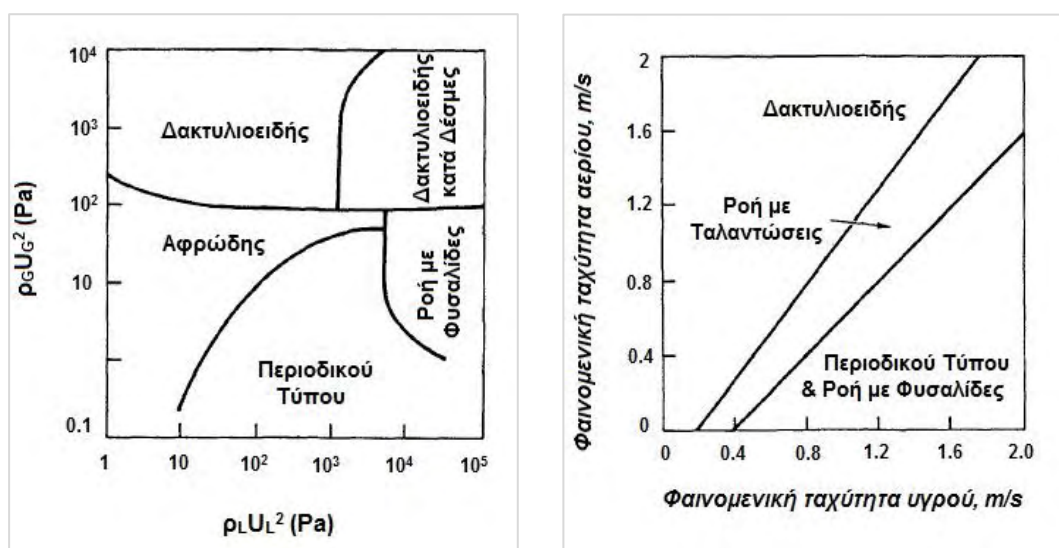 10⁴
10³
10²
10
0.1
ρGUG² (Pa)
Δακτυλιοειδής
Δακτυλιοειδής
κατά Δέσμες
Αφρώδης
Ροή με
Φυσαλίδες
Περιοδικού
Τύπου
1
10
10²
10³
10⁴
10⁵
ρLUL² (Pa)
Φαινομενική ταχύτητα αερίου, m/s
2
1.6
1.2
0.8
0.4
0
Δακτυλιοειδής
Ροή με
Ταλαντώσεις
Περιοδικού Τύπου
& Ροή με Φυσαλίδες
0
0.4
0.8
1.2
1.6
2.0
Φαινομενική ταχύτητα υγρού, m/s